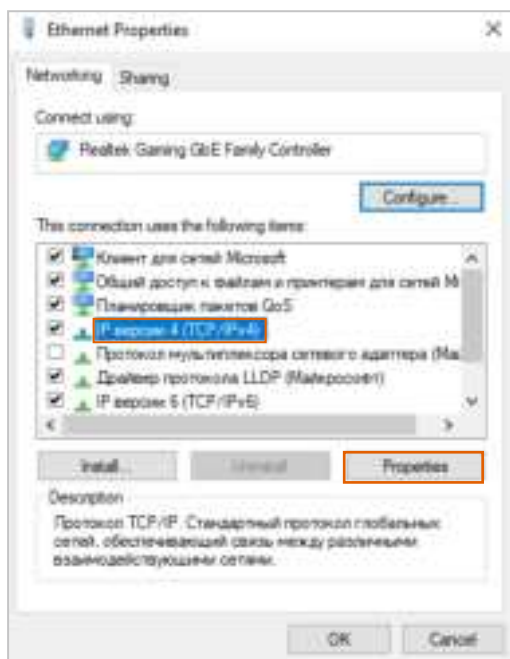 Ethernet Properties
Networking Sharing
Connect using:
Realtek Gaming GbE Family Controller
Configure...
This connection uses the following items:
Клиент для сетей Microsoft
Общий доступ к файлам и принтерам для сетей Mi
Планировщик пакетов QoS
IP версии 4 (TCP/IPv4)
Протокол мультиплексора сетевого адаптера (Ма
Драйвер протокола LLDP (Майкрософт)
IP версии 6 (TCP/IPv6)
Install... Uninstall Properties
Description
Протокол TCP/IP. Стандартный протокол глобальных
сетей, обеспечивающий связь между различными
взаимодействующими сетями.
OK Cancel